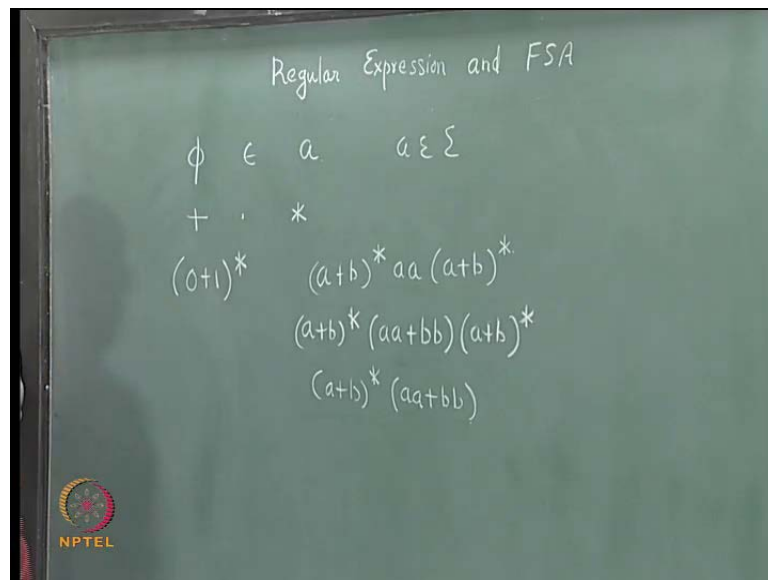 Regular Expression and FSA
ϕ ϵ a a ε Σ
+ . *
(0+1)* (a+b)* aa (a+b)*
(a+b)* (aa+bb) (a+b)*
(a+b)* (aa+bb)
NPTEL